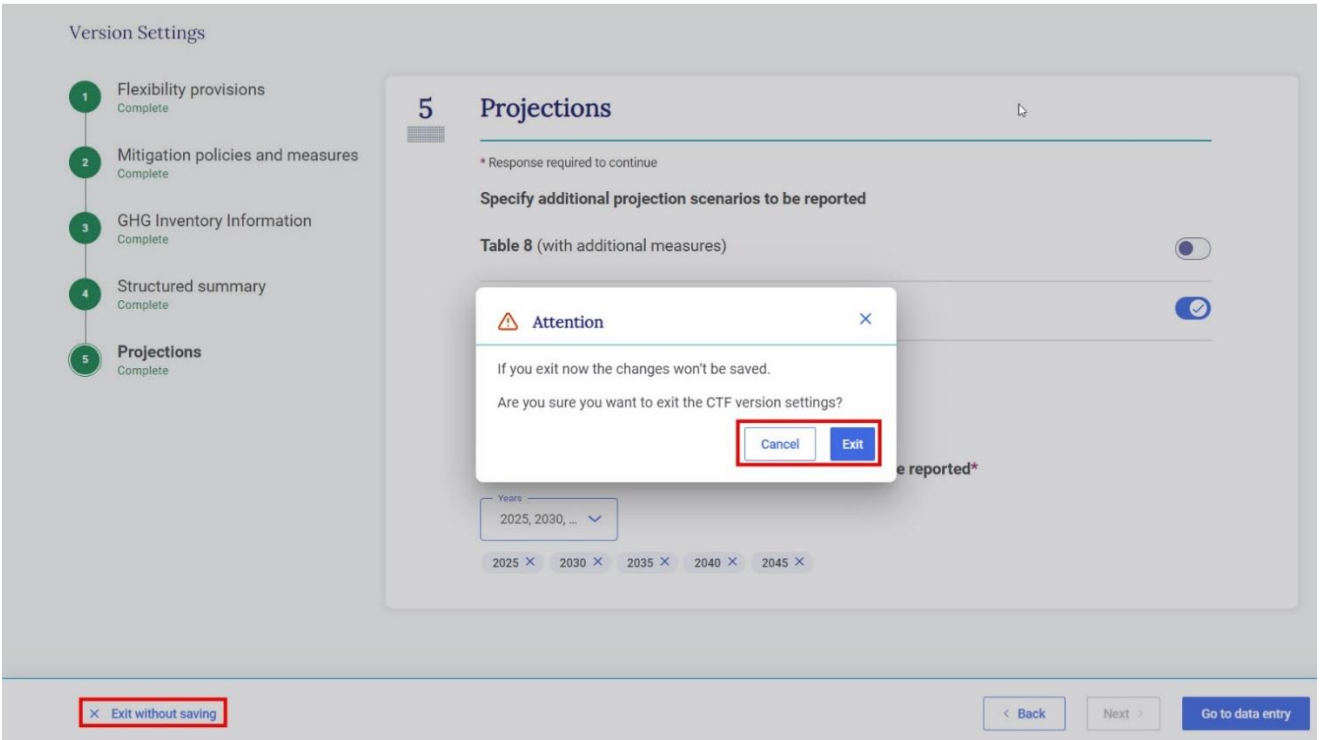 Version Settings
1
Flexibility provisions
Complete
2
Mitigation policies and measures
Complete
3
GHG Inventory Information
Complete
4
Structured summary
Complete
5
Projections
Complete
5 Projections
* Response required to continue
Specify additional projection scenarios to be reported
Table 8 (with additional measures)
Attention
If you exit now the changes won't be saved.
Are you sure you want to exit the CTF version settings?
Cancel Exit
e reported*
Years
2025, 2030, ...
2025 2030 2035 2040 2045
Exit without saving
Back Next Go to data entry